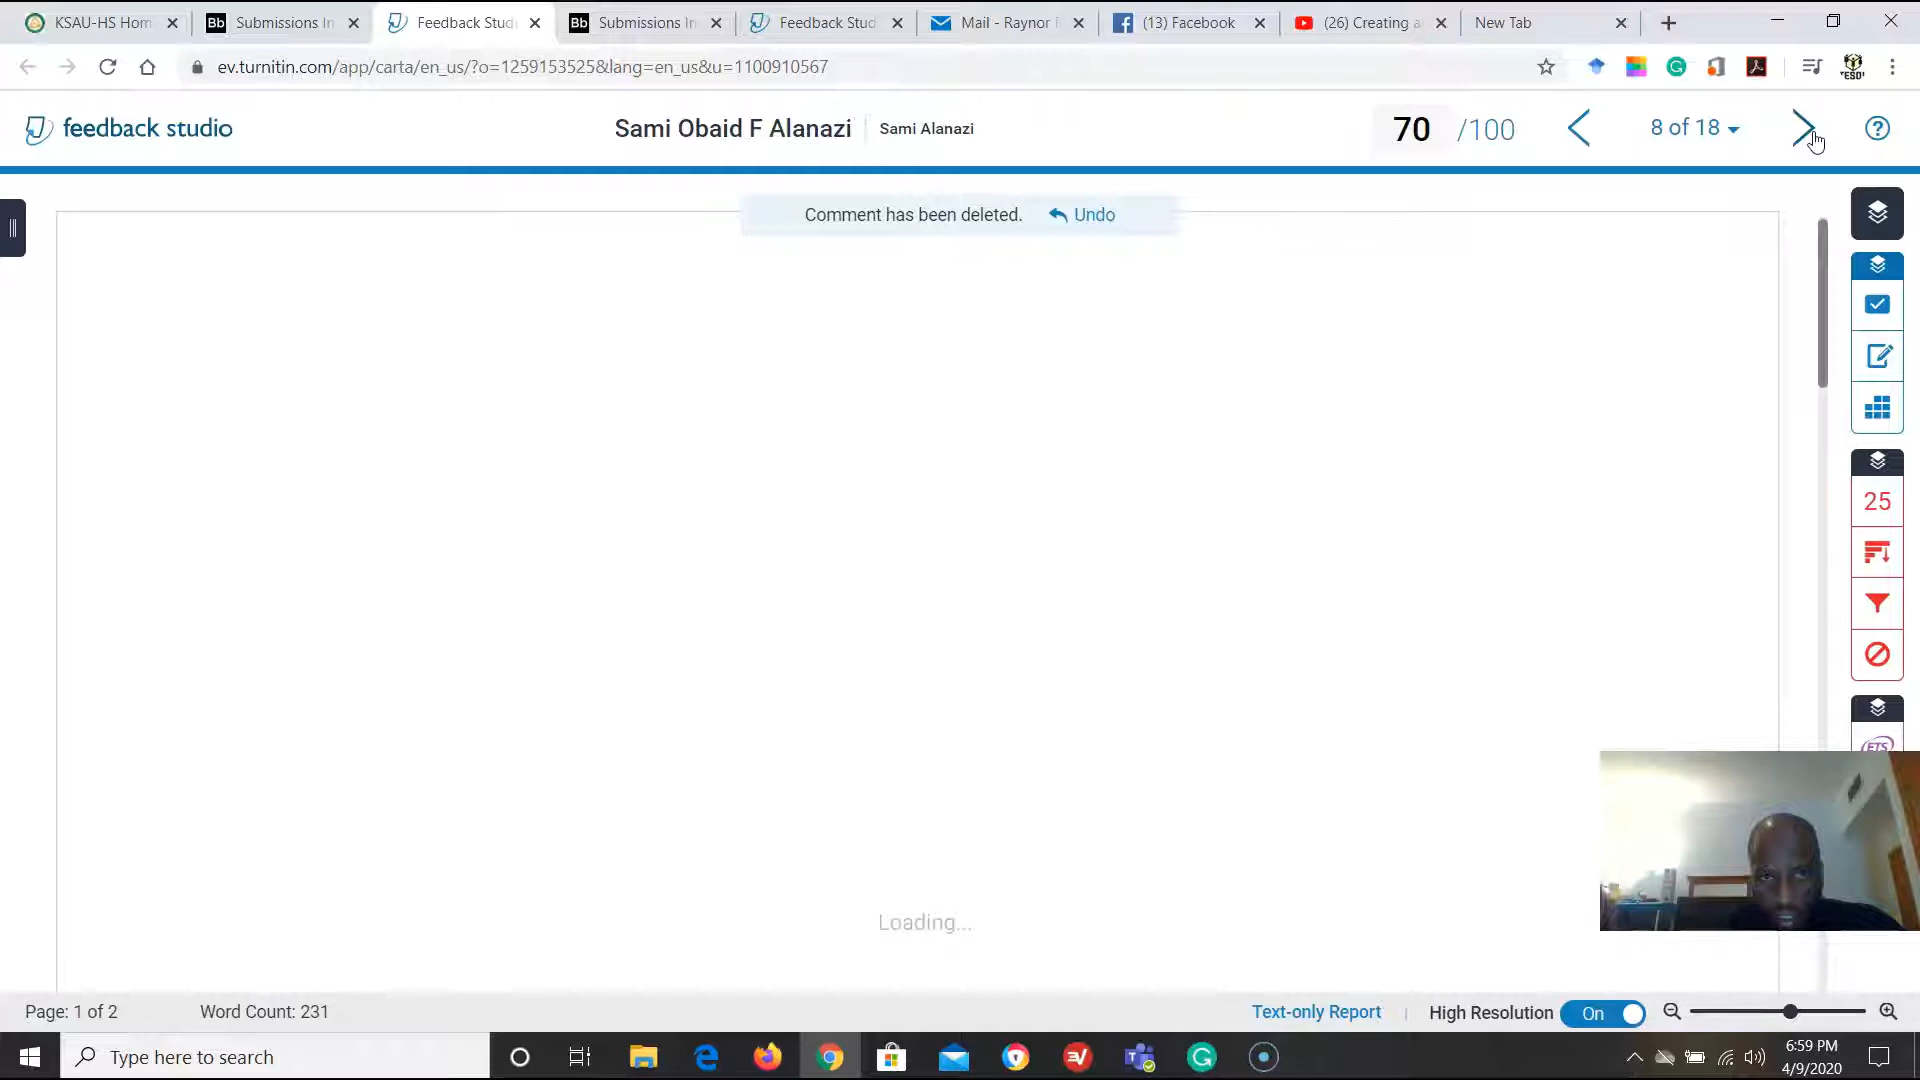 KSAU-HS Hom
Bb Submissions In
Feedback Stud
Bb Submissions In
Feedback Stud
Mail - Raynor
(13) Facebook
(26) Creating a
New Tab
ev.turnitin.com/app/carta/en_us/?o=1259153525&lang=en_us&u=1100910567
feedback studio
Sami Obaid F Alanazi
Sami Alanazi
70 /100
8 of 18
Comment has been deleted. Undo
25
ETS
Loading...
Page: 1 of 2
Word Count: 231
Text-only Report
High Resolution On
Type here to search
6:59 PM
4/9/2020